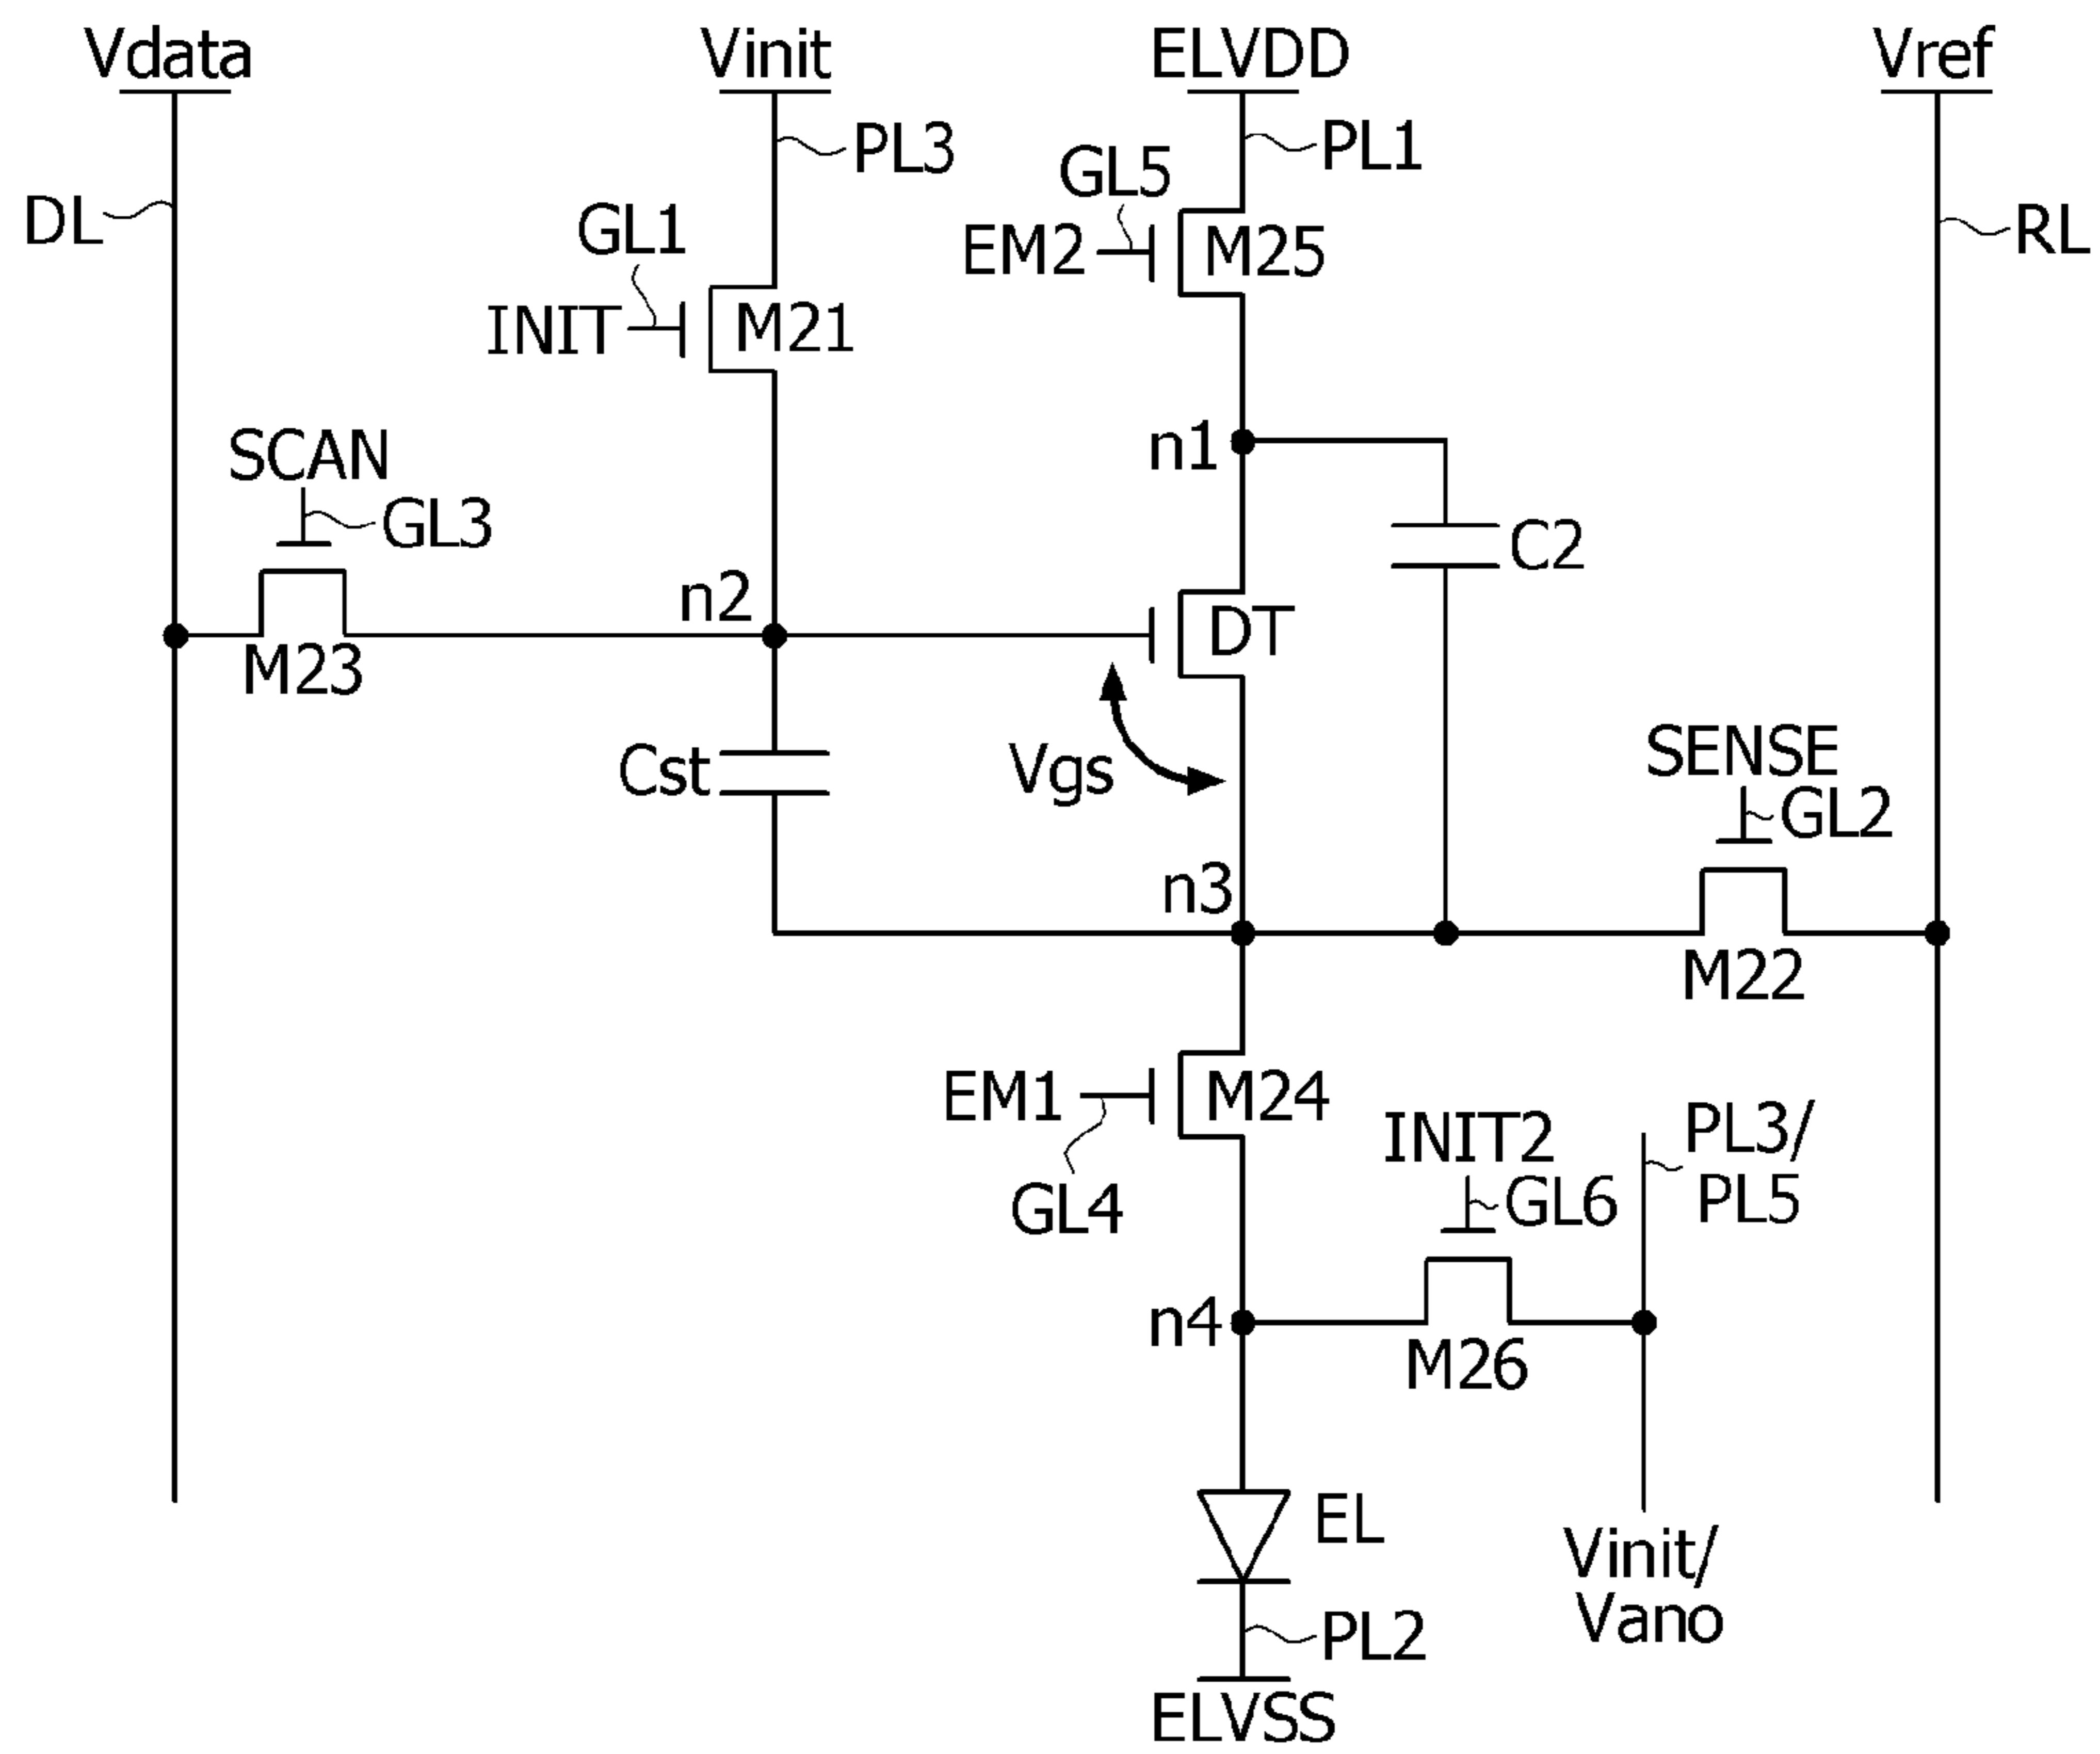 Vdata
Vinit
ELVDD
Vref
PL3
PL1
GL5
DL
GL1
EM2
M25
RL
INIT
M21
SCAN
n1
GL3
C2
n2
DT
M23
Cst
Vgs
SENSE
GL2
n3
M22
EM1
M24
INIT2
PL3/
PL5
GL4
GL6
n4
M26
EL
Vinit/
Vano
PL2
ELVSS